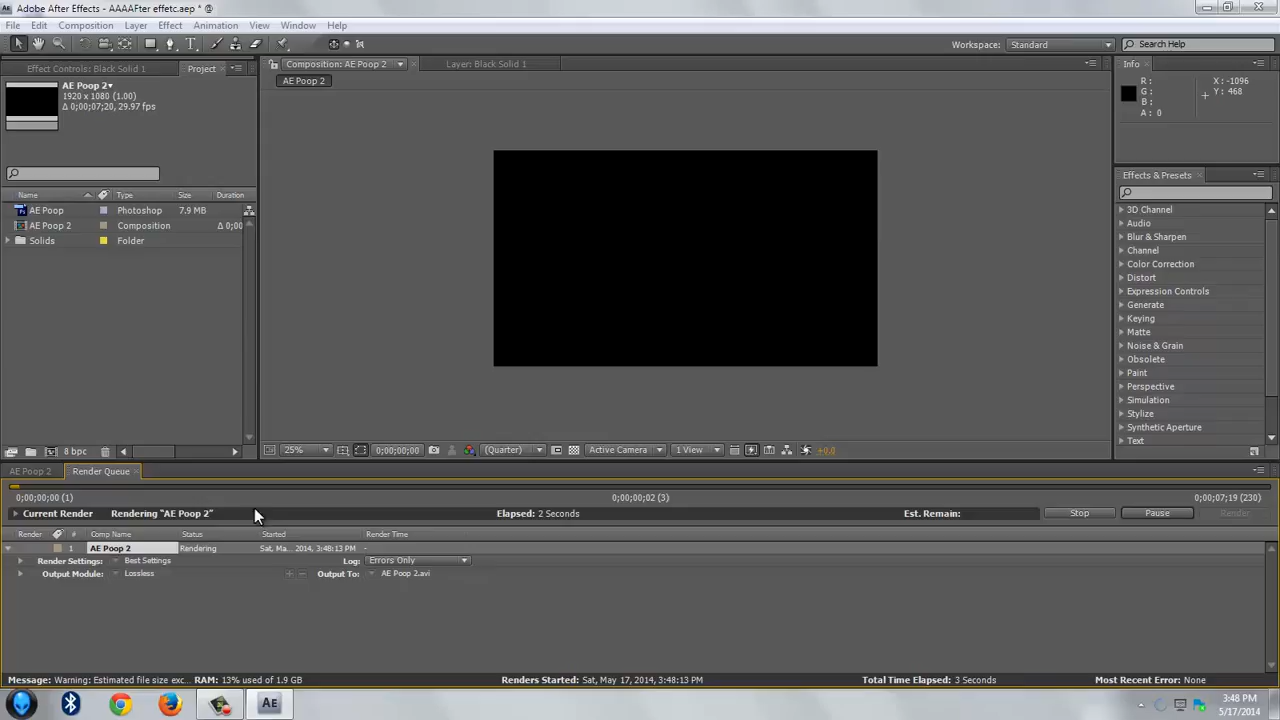 Adobe After Effects - AAAAFter effetc.aep * @
File Edit Composition Layer Effect Animation View Window Help
Workspace: Standard Search Help
Effect Controls: Black Solid 1 Project Composition: AE Poop 2 Layer: Black Solid 1 Info
AE Poop 2
AE Poop 2▾
1920 x 1080 (1.00)
Δ 0;00;07;20, 29.97 fps
R: X: -1096
G: Y: 468
B:
A: 0
Effects & Presets
Name Type Size Duration
AE Poop Photoshop 7.9 MB
AE Poop 2 Composition Δ 0;00
Solids Folder
3D Channel
Audio
Blur & Sharpen
Channel
Color Correction
Distort
Expression Controls
Generate
Keying
Matte
Noise & Grain
Obsolete
Paint
Perspective
Simulation
Stylize
Synthetic Aperture
Text
8 bpc 25% 0;00;00;00 (Quarter) Active Camera 1 View +0.0
AE Poop 2 Render Queue
0;00;00;00 (1) 0;00;00;02 (3) 0;00;07;19 (230)
Current Render Rendering "AE Poop 2" Elapsed: 2 Seconds Est. Remain: Stop Pause Render
Render # Comp Name Status Started Render Time
1 AE Poop 2 Rendering Sat, Ma... 2014, 3:48:13 PM -
Render Settings: Best Settings Log: Errors Only
Output Module: Lossless Output To: AE Poop 2.avi
Message: Warning: Estimated file size exc... RAM: 13% used of 1.9 GB Renders Started: Sat, May 17, 2014, 3:48:13 PM Total Time Elapsed: 3 Seconds Most Recent Error: None
Ae
3:48 PM
5/17/2014